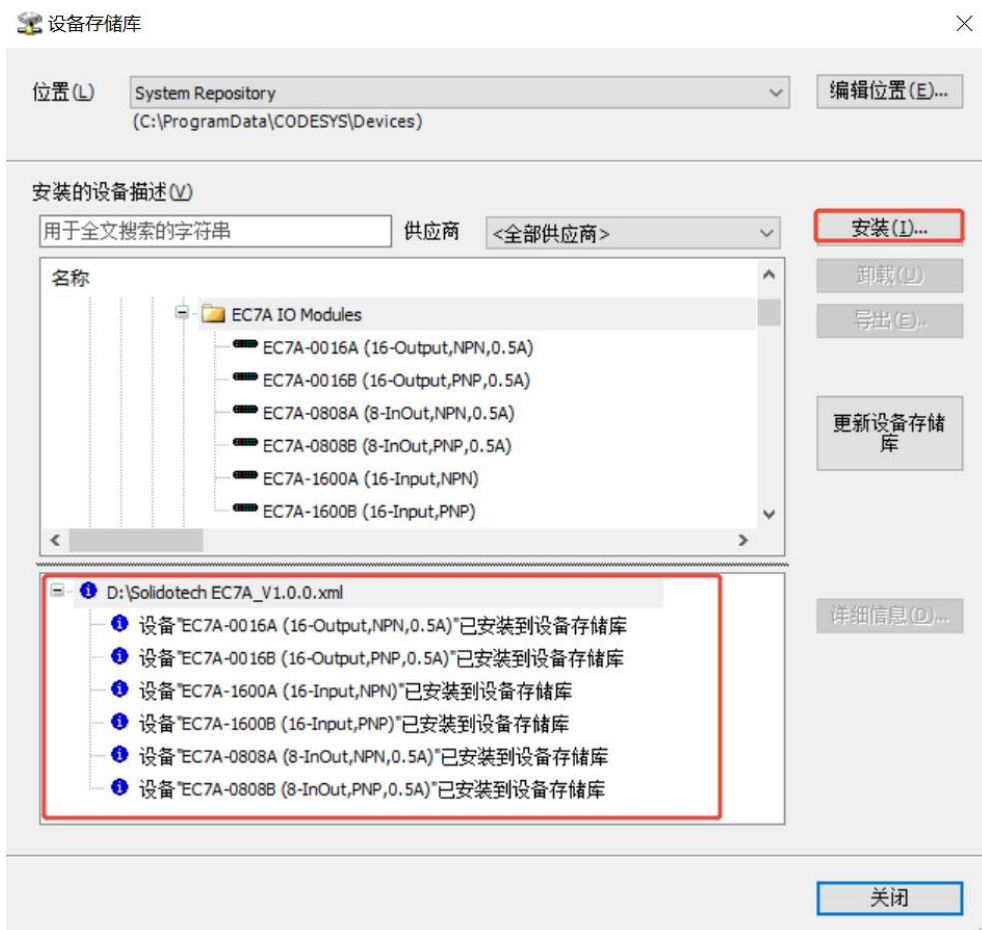 设备存储库
位置(L)
System Repository
编辑位置(E)...
(C:\ProgramData\CODESYS\Devices)
安装的设备描述(V)
用于全文搜索的字符串
供应商
<全部供应商>
安装(I)...
名称
卸载(U)
EC7A IO Modules
导出(E)..
EC7A-0016A (16-Output,NPN,0.5A)
EC7A-0016B (16-Output,PNP,0.5A)
EC7A-0808A (8-InOut,NPN,0.5A)
EC7A-0808B (8-InOut,PNP,0.5A)
EC7A-1600A (16-Input,NPN)
EC7A-1600B (16-Input,PNP)
更新设备存储
库
D:\Solidotech EC7A_V1.0.0.xml
设备"EC7A-0016A (16-Output,NPN,0.5A)"已安装到设备存储库
设备"EC7A-0016B (16-Output,PNP,0.5A)"已安装到设备存储库
设备"EC7A-1600A (16-Input,NPN)"已安装到设备存储库
设备"EC7A-1600B (16-Input,PNP)"已安装到设备存储库
设备"EC7A-0808A (8-InOut,NPN,0.5A)"已安装到设备存储库
设备"EC7A-0808B (8-InOut,PNP,0.5A)"已安装到设备存储库
详细信息(D)...
关闭